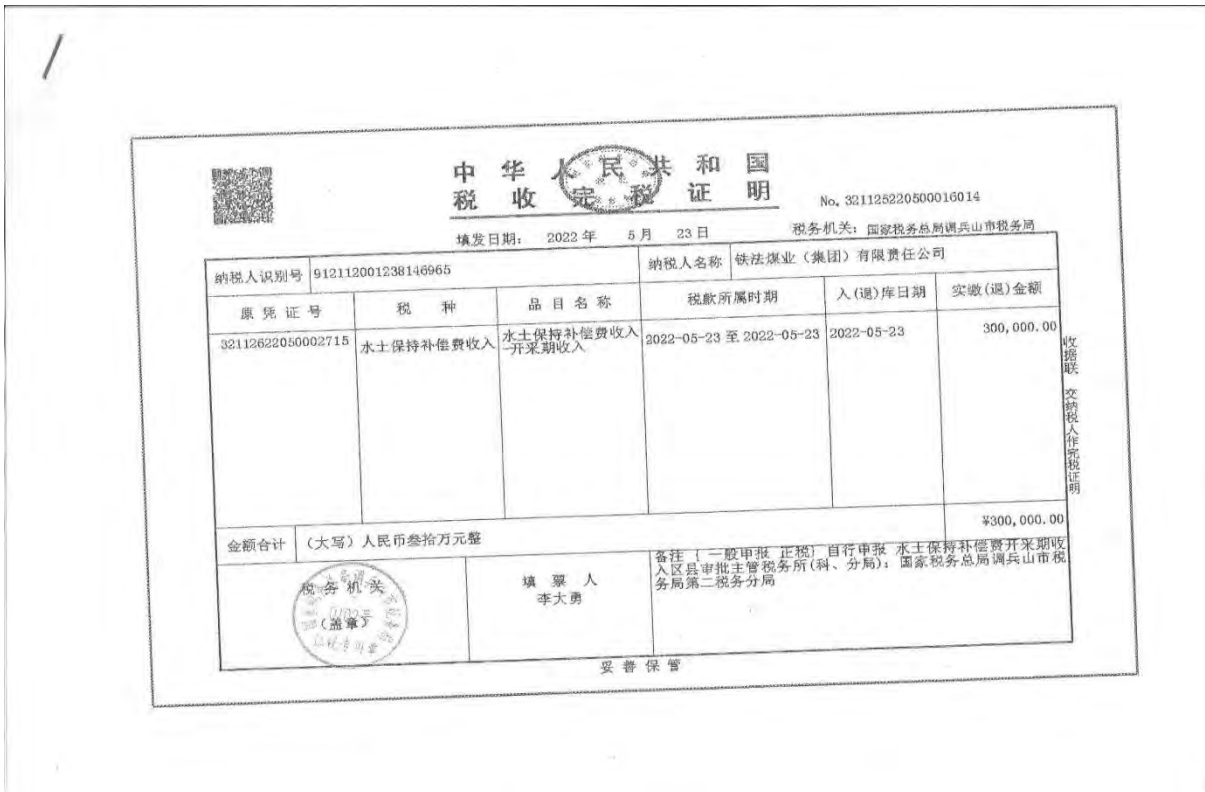 中华人民共和国
税收完税证明
No. 321125220500016014
填发日期： 2022 年 5 月 23 日 税务机关：国家税务总局调兵山市税务局
纳税人识别号 912112001238146965 纳税人名称 铁法煤业（集团）有限责任公司
原凭证号 税种 品目名称 税款所属时期 入(退)库日期 实缴(退)金额
32112622050002715 水土保持补偿费收入 水土保持补偿费收入 2022-05-23 至 2022-05-23 2022-05-23 300,000.00
-开采期收入
¥300,000.00
金额合计 （大写）人民币叁拾万元整
税务机关
（盖章）
填票人
李大勇
备注 (一般申报 正税) 自行申报 水土保持补偿费开采期收
入区县审批主管税务所(科、分局)：国家税务总局调兵山市税
务局第二税务分局
收据联 交纳税人作完税证明
妥善保管